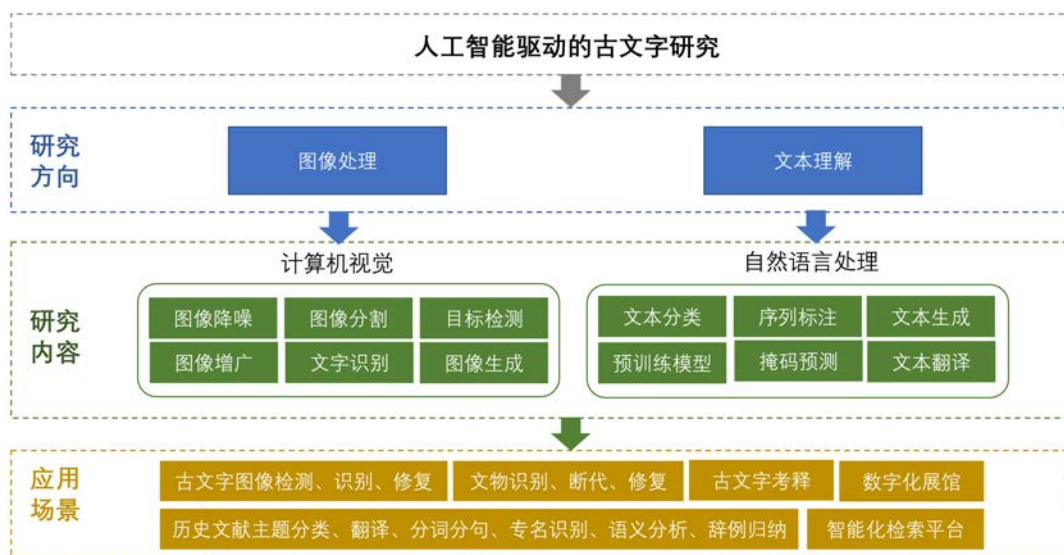 人工智能驱动的古文字研究
研究
方向
图像处理
文本理解
计算机视觉
自然语言处理
研究
内容
图像降噪
图像分割
目标检测
图像增广
文字识别
图像生成
文本分类
序列标注
文本生成
预训练模型
掩码预测
文本翻译
应用
场景
古文字图像检测、识别、修复
文物识别、断代、修复
古文字考释
数字化展馆
历史文献主题分类、翻译、分词分句、专名识别、语义分析、辞例归纳
智能化检索平台